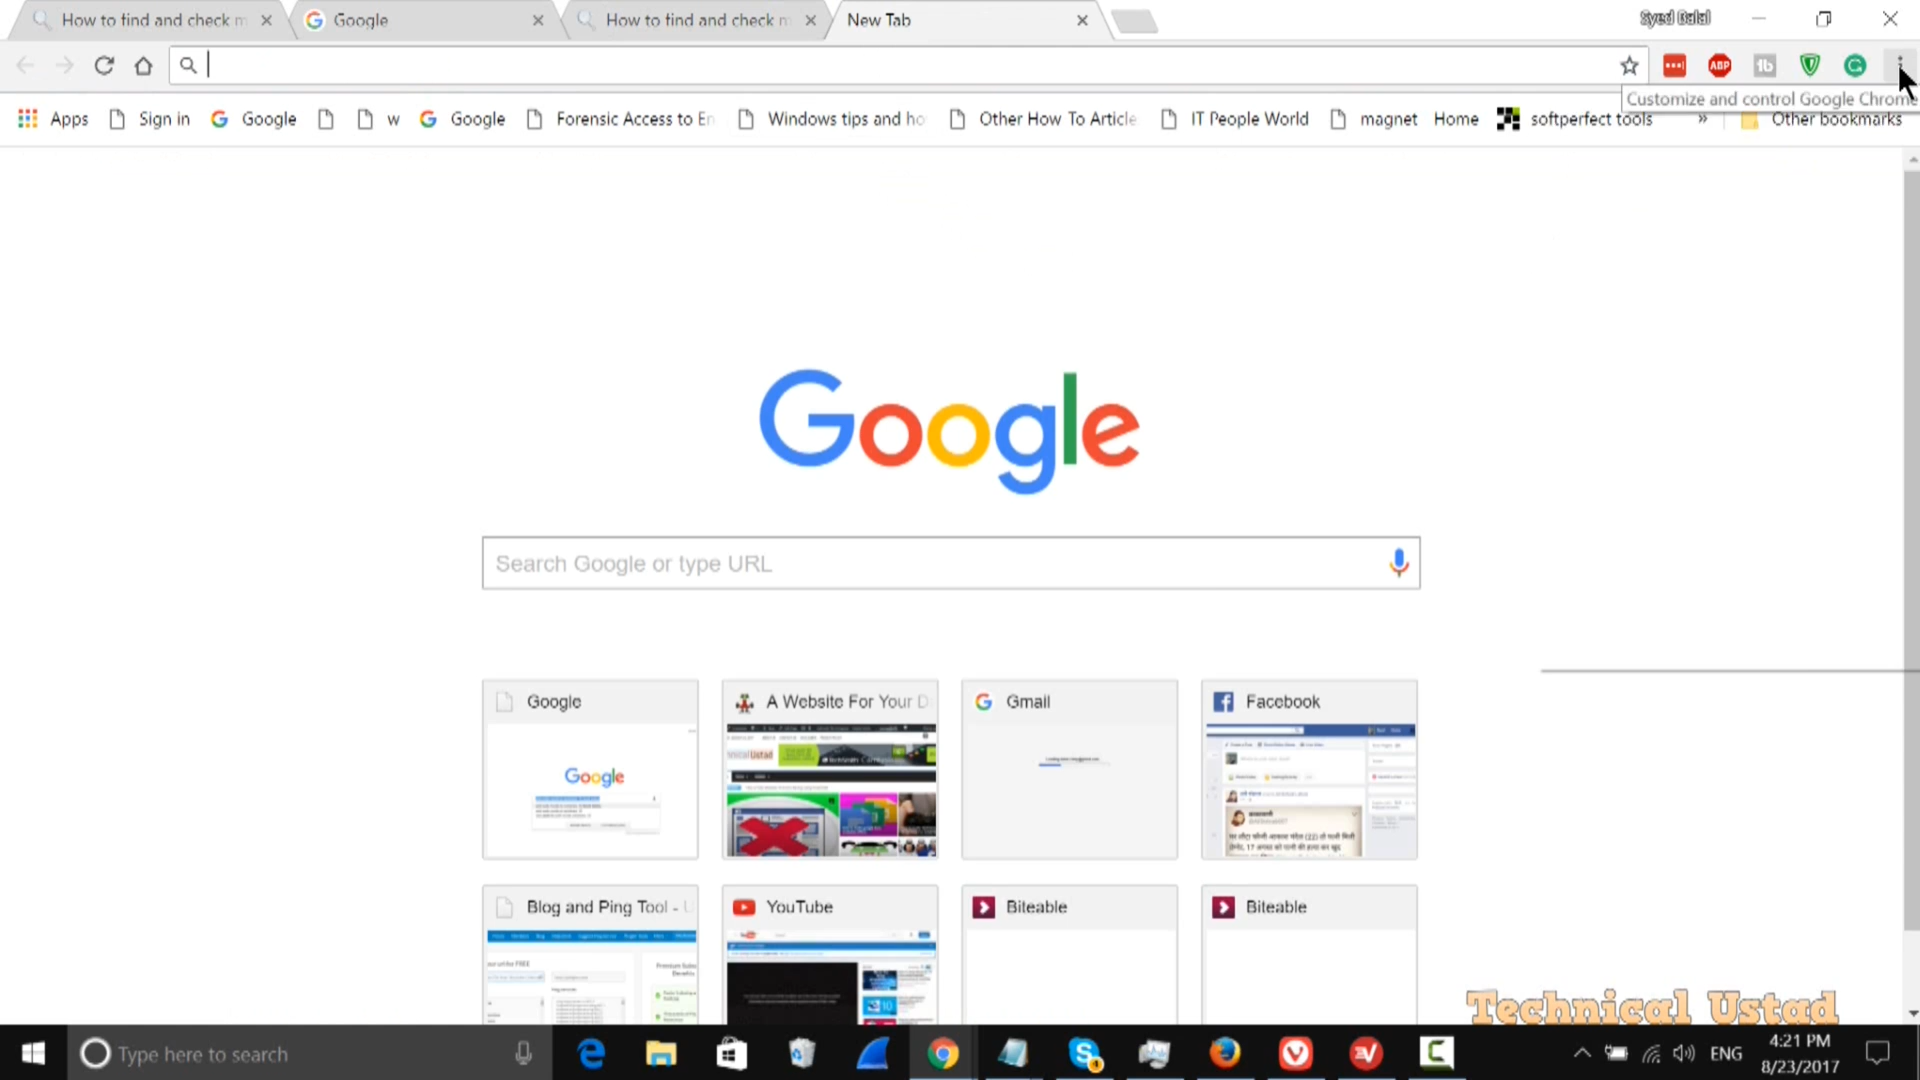 How to find and check m
Google
How to find and check m
New Tab
Syed Balal
Customize and control Google Chrome
Apps
Sign in
Google
w
Google
Forensic Access to En
Windows tips and ho
Other How To Article
IT People World
magnet
Home
softperfect tools
»
Other bookmarks
ABP
Google
Search Google or type URL
Google
A Website For Your D
Gmail
Facebook
Google
Blog and Ping Tool - U
YouTube
Biteable
Biteable
Technical Ustad
Type here to search
ENG
4:21 PM
8/23/2017